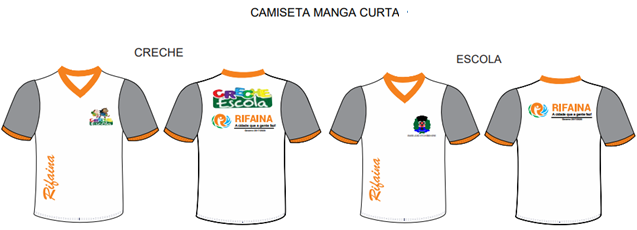 CAMISETA MANGA CURTA
CRECHE
ESCOLA
Rifaina
CRECHE
Escola
RIFAINA
A cidade que a gente faz!
Rifaina
RIFAINA
A cidade que a gente faz!